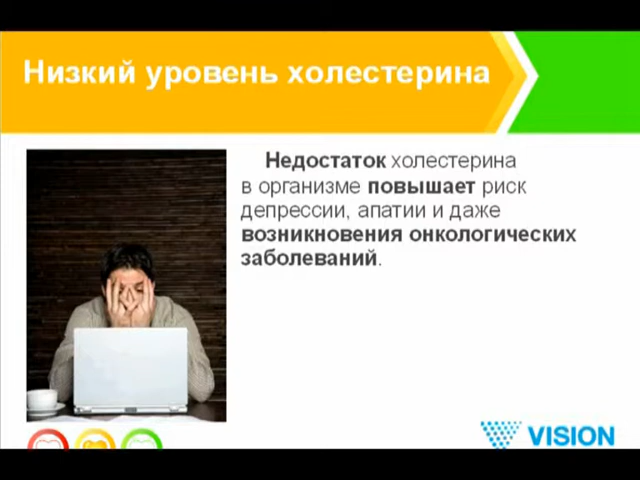 Низкий уровень холестерина
Недостаток холестерина
в организме повышает риск
депрессии, апатии и даже
возникновения онкологических
заболеваний.
VISION